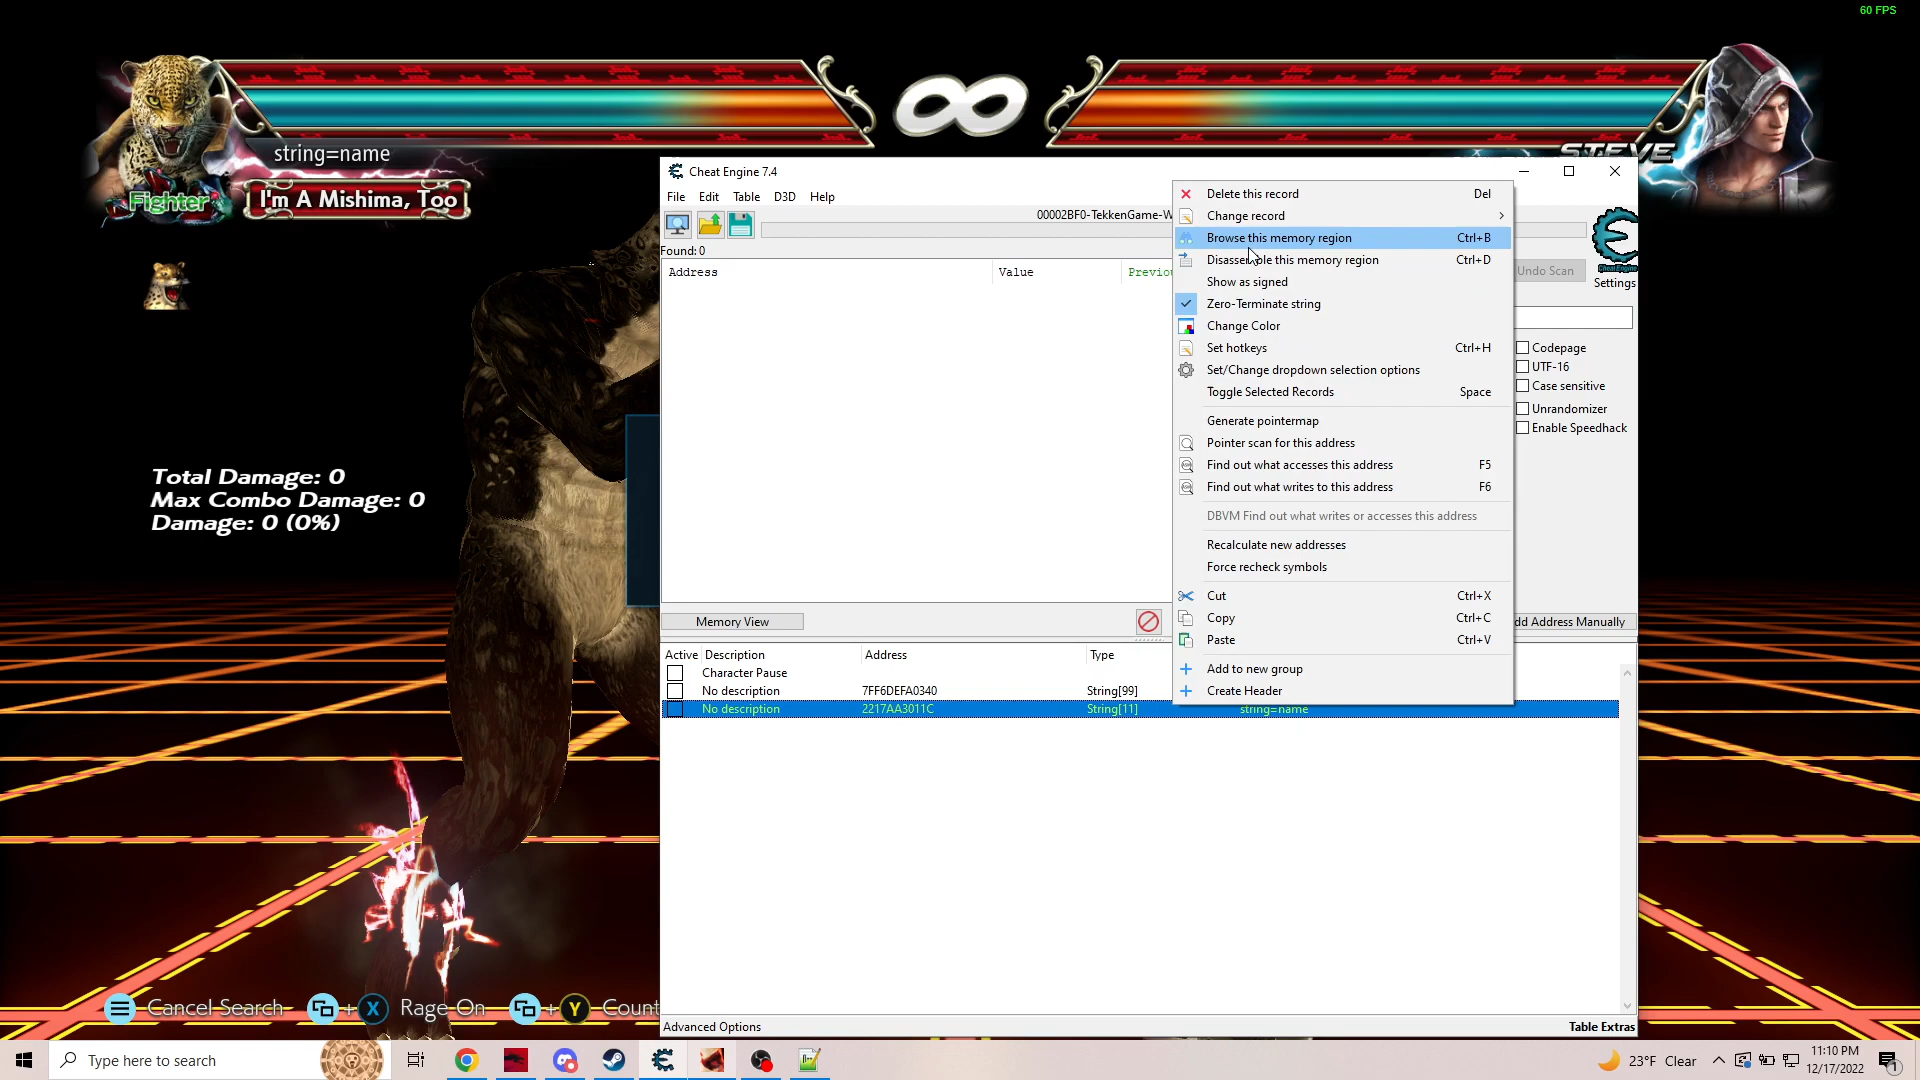 60 FPS
string=name
Fighter
I'm A Mishima, Too
STEVE
Total Damage: 0
Max Combo Damage: 0
Damage: 0 (0%)
Cancel Search + X Rage On + Y Count
Cheat Engine 7.4
File Edit Table D3D Help
00002BF0-TekkenGame-W
Found: 0
Address Value Previo
Undo Scan
Cheat Engine
Settings
Codepage
UTF-16
Case sensitive
Unrandomizer
Enable Speedhack
Delete this record Del
Change record
Browse this memory region Ctrl+B
Disassemble this memory region Ctrl+D
Show as signed
Zero-Terminate string
Change Color
Set hotkeys Ctrl+H
Set/Change dropdown selection options
Toggle Selected Records Space
Generate pointermap
Pointer scan for this address
Find out what accesses this address F5
Find out what writes to this address F6
DBVM Find out what writes or accesses this address
Recalculate new addresses
Force recheck symbols
Cut Ctrl+X
Copy Ctrl+C
Paste Ctrl+V
Add to new group
Create Header
Memory View
dd Address Manually
Active Description Address Type
Character Pause
No description 7FF6DEFA0340 String[99]
No description 2217AA3011C String[11] string=name
Advanced Options Table Extras
Type here to search
23°F Clear
11:10 PM
12/17/2022
1